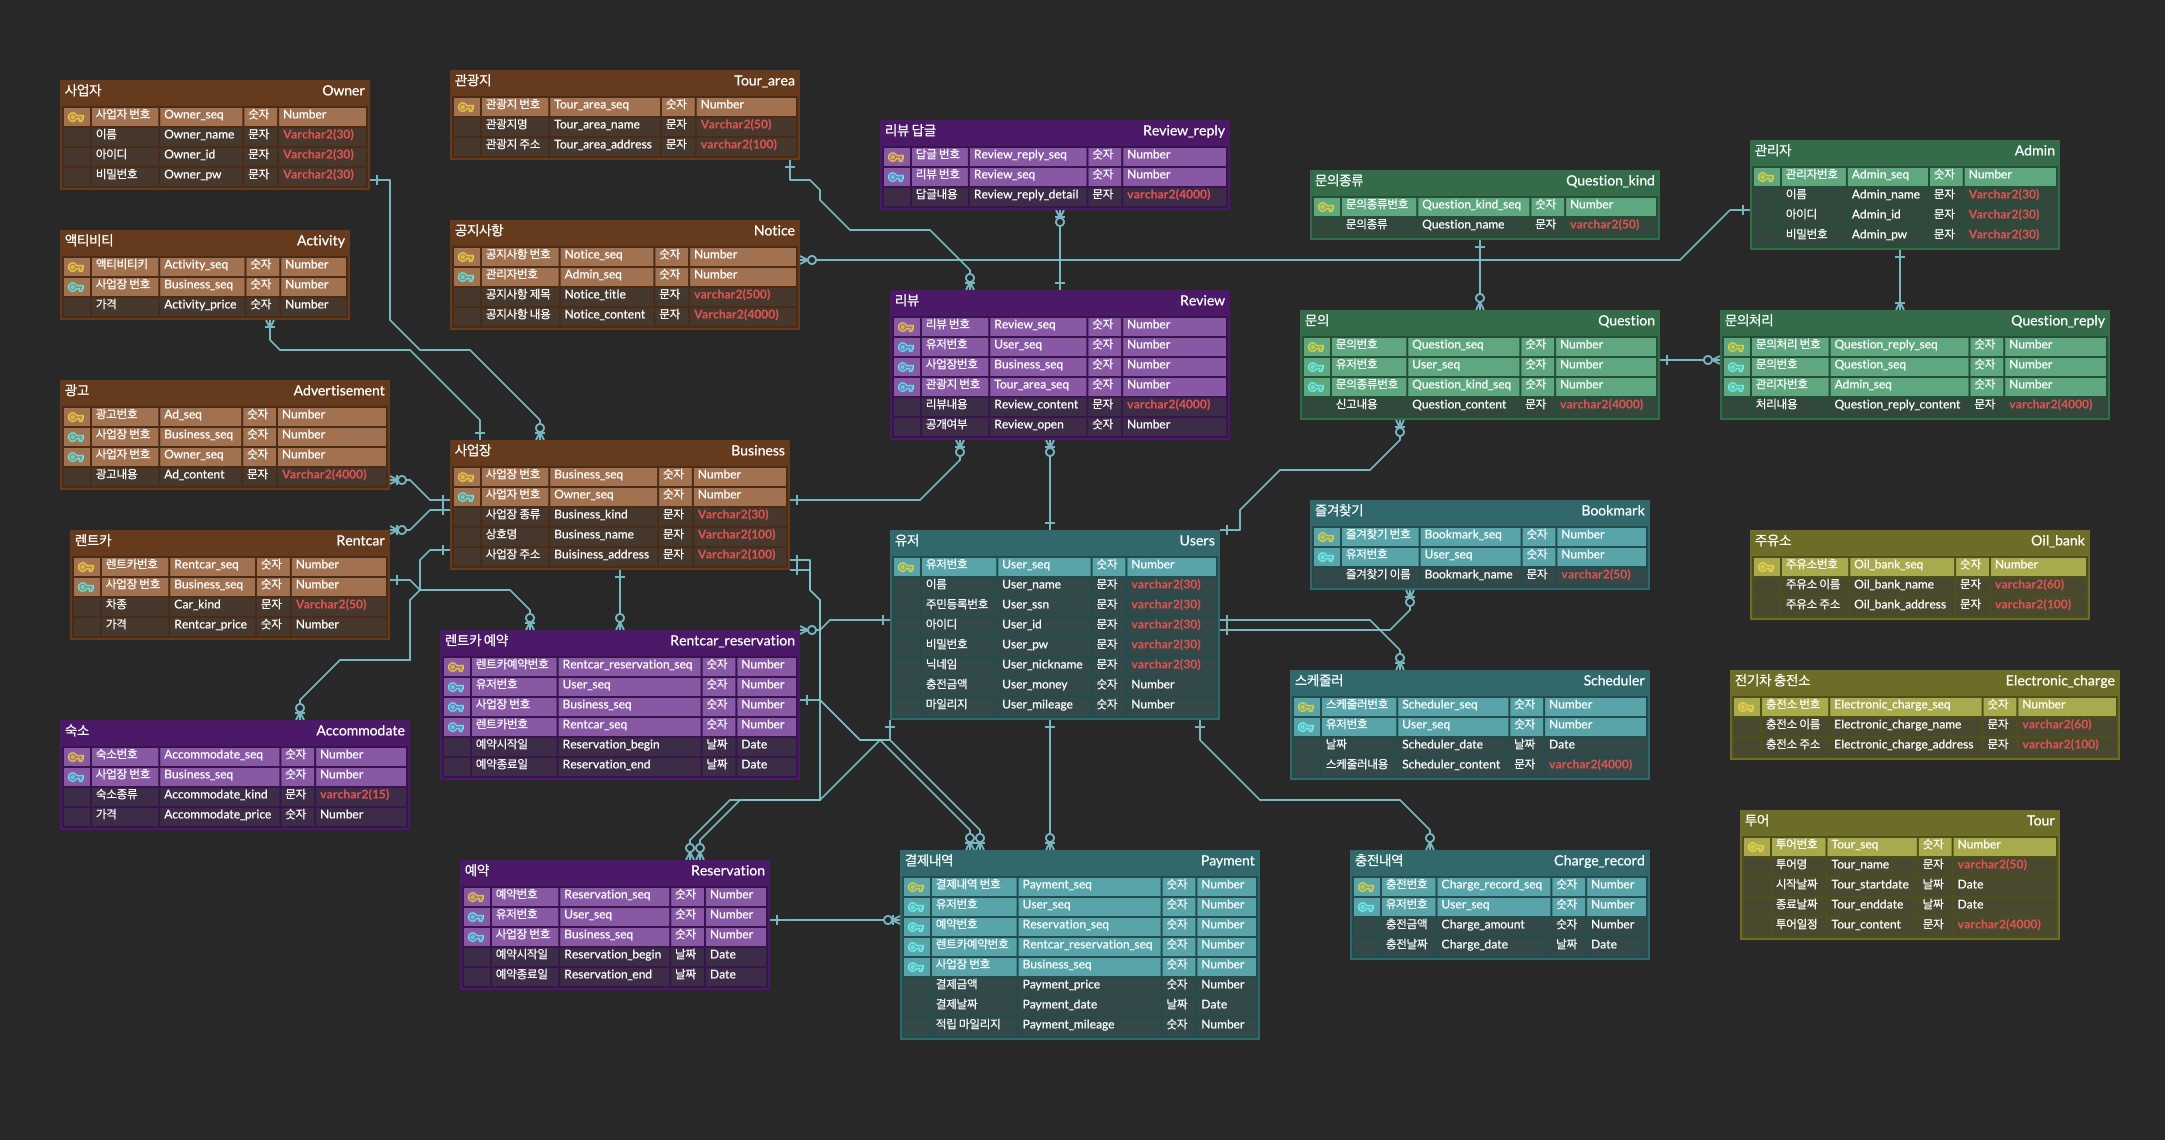 사업자 Owner
사업자 번호 Owner_seq 숫자 Number
이름 Owner_name 문자 Varchar2(30)
아이디 Owner_id 문자 Varchar2(30)
비밀번호 Owner_pw 문자 Varchar2(30)
관광지 Tour_area
관광지 번호 Tour_area_seq 숫자 Number
관광지명 Tour_area_name 문자 Varchar2(50)
관광지 주소 Tour_area_address 문자 varchar2(100)
리뷰 답글 Review_reply
답글 번호 Review_reply_seq 숫자 Number
리뷰 번호 Review_seq 숫자 Number
답글내용 Review_reply_detail 문자 varchar2(4000)
문의종류 Question_kind
문의종류번호 Question_kind_seq 숫자 Number
문의종류 Question_name 문자 varchar2(50)
관리자 Admin
관리자번호 Admin_seq 숫자 Number
이름 Admin_name 문자 Varchar2(30)
아이디 Admin_id 문자 Varchar2(30)
비밀번호 Admin_pw 문자 Varchar2(30)
액티비티 Activity
액티비티키 Activity_seq 숫자 Number
사업장 번호 Business_seq 숫자 Number
가격 Activity_price 숫자 Number
공지사항 Notice
공지사항 번호 Notice_seq 숫자 Number
관리자번호 Admin_seq 숫자 Number
공지사항 제목 Notice_title 문자 varchar2(500)
공지사항 내용 Notice_content 문자 Varchar2(4000)
리뷰 Review
리뷰 번호 Review_seq 숫자 Number
유저번호 User_seq 숫자 Number
사업장번호 Business_seq 숫자 Number
관광지 번호 Tour_area_seq 숫자 Number
리뷰내용 Review_content 문자 varchar2(4000)
공개여부 Review_open 숫자 Number
문의 Question
문의번호 Question_seq 숫자 Number
유저번호 User_seq 숫자 Number
문의종류번호 Question_kind_seq 숫자 Number
신고내용 Question_content 문자 varchar2(4000)
문의처리 Question_reply
문의처리 번호 Question_reply_seq 숫자 Number
문의번호 Question_seq 숫자 Number
관리자번호 Admin_seq 숫자 Number
처리내용 Question_reply_content 문자 varchar2(4000)
광고 Advertisement
광고번호 Ad_seq 숫자 Number
사업장 번호 Business_seq 숫자 Number
사업자 번호 Owner_seq 숫자 Number
광고내용 Ad_content 문자 Varchar2(4000)
사업장 Business
사업장 번호 Business_seq 숫자 Number
사업자 번호 Owner_seq 숫자 Number
사업장 종류 Business_kind 문자 Varchar2(30)
상호명 Business_name 문자 Varchar2(100)
사업장 주소 Buisiness_address 문자 Varchar2(100)
렌트카 Rentcar
렌트카번호 Rentcar_seq 숫자 Number
사업장 번호 Business_seq 숫자 Number
차종 Car_kind 문자 Varchar2(50)
가격 Rentcar_price 숫자 Number
유저 Users
유저번호 User_seq 숫자 Number
이름 User_name 문자 varchar2(30)
주민등록번호 User_ssn 문자 varchar2(30)
아이디 User_id 문자 varchar2(30)
비밀번호 User_pw 문자 varchar2(30)
닉네임 User_nickname 문자 varchar2(30)
충전금액 User_money 숫자 Number
마일리지 User_mileage 숫자 Number
즐겨찾기 Bookmark
즐겨찾기 번호 Bookmark_seq 숫자 Number
유저번호 User_seq 숫자 Number
즐겨찾기 이름 Bookmark_name 문자 varchar2(50)
주유소 Oil_bank
주유소번호 Oil_bank_seq 숫자 Number
주유소 이름 Oil_bank_name 문자 varchar2(60)
주유소 주소 Oil_bank_address 문자 varchar2(100)
렌트카 예약 Rentcar_reservation
렌트카예약번호 Rentcar_reservation_seq 숫자 Number
유저번호 User_seq 숫자 Number
사업장 번호 Business_seq 숫자 Number
렌트카번호 Rentcar_seq 숫자 Number
예약시작일 Reservation_begin 날짜 Date
예약종료일 Reservation_end 날짜 Date
스케줄러 Scheduler
스케줄러번호 Scheduler_seq 숫자 Number
유저번호 User_seq 숫자 Number
날짜 Scheduler_date 날짜 Date
스케줄러내용 Scheduler_content 문자 varchar2(4000)
전기차 충전소 Electronic_charge
충전소 번호 Electronic_charge_seq 숫자 Number
충전소 이름 Electronic_charge_name 문자 varchar2(60)
충전소 주소 Electronic_charge_address 문자 varchar2(100)
숙소 Accommodate
숙소번호 Accommodate_seq 숫자 Number
사업장 번호 Business_seq 숫자 Number
숙소종류 Accommodate_kind 문자 varchar2(15)
가격 Accommodate_price 숫자 Number
예약 Reservation
예약번호 Reservation_seq 숫자 Number
유저번호 User_seq 숫자 Number
사업장 번호 Business_seq 숫자 Number
예약시작일 Reservation_begin 날짜 Date
예약종료일 Reservation_end 날짜 Date
결제내역 Payment
결제내역 번호 Payment_seq 숫자 Number
유저번호 User_seq 숫자 Number
예약번호 Reservation_seq 숫자 Number
렌트카예약번호 Rentcar_reservation_seq 숫자 Number
사업장 번호 Business_seq 숫자 Number
결제금액 Payment_price 숫자 Number
결제날짜 Payment_date 날짜 Date
적립 마일리지 Payment_mileage 숫자 Number
충전내역 Charge_record
충전번호 Charge_record_seq 숫자 Number
유저번호 User_seq 숫자 Number
충전금액 Charge_amount 숫자 Number
충전날짜 Charge_date 날짜 Date
투어 Tour
투어번호 Tour_seq 숫자 Number
투어명 Tour_name 문자 varchar2(50)
시작날짜 Tour_startdate 날짜 Date
종료날짜 Tour_enddate 날짜 Date
투어일정 Tour_content 문자 varchar2(4000)